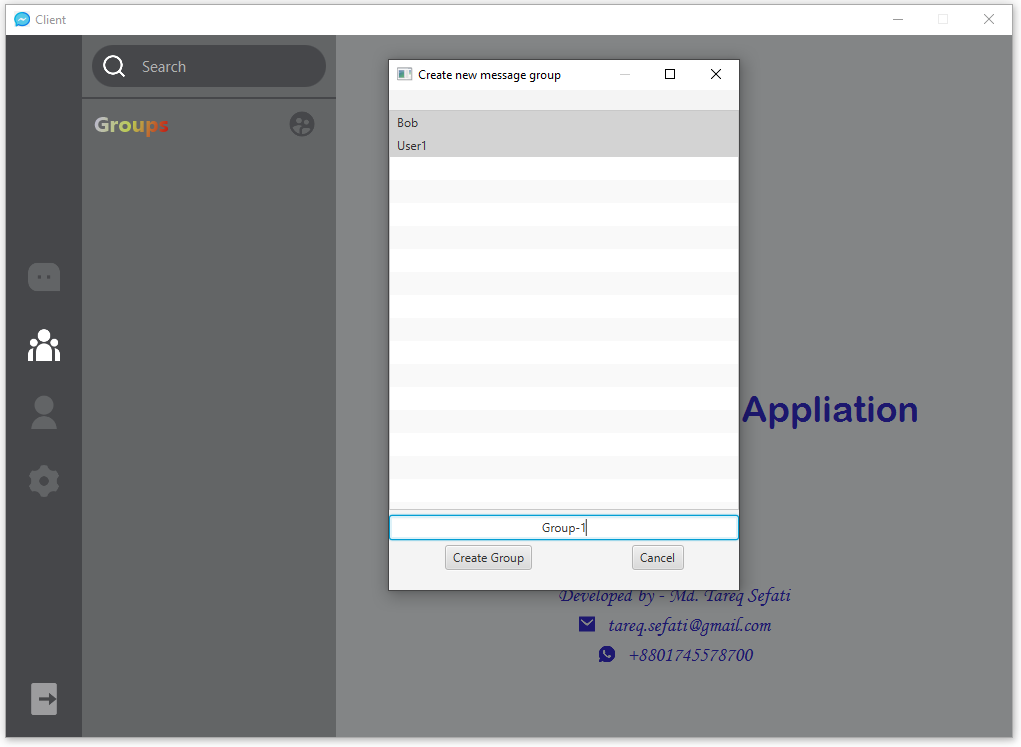 Client
Search
Groups
Create new message group
Bob
User1
Appliation
Group-1
Create Group
Cancel
Developed by - Md. Tareq Sefati
tareq.sefati@gmail.com
+8801745578700